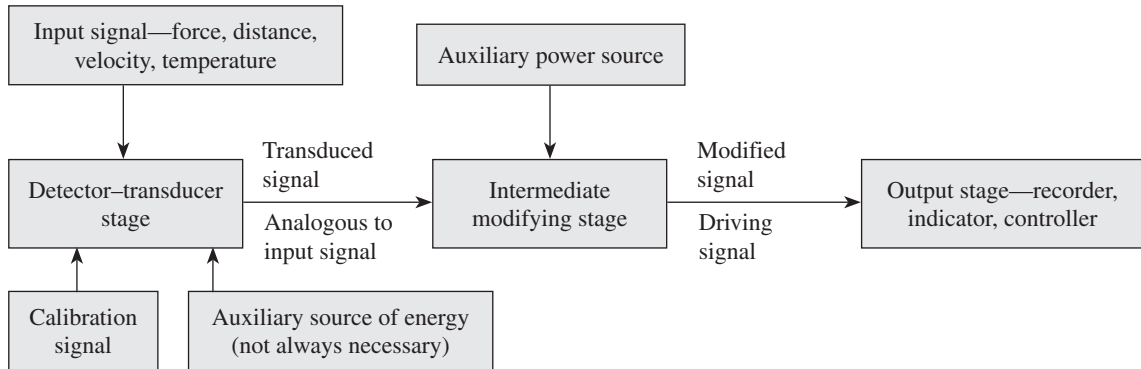 Input signal—force, distance,
velocity, temperature
Auxiliary power source
Detector–transducer
stage
Transduced
signal
Analogous to
input signal
Intermediate
modifying stage
Modified
signal
Driving
signal
Output stage—recorder,
indicator, controller
Calibration
signal
Auxiliary source of energy
(not always necessary)